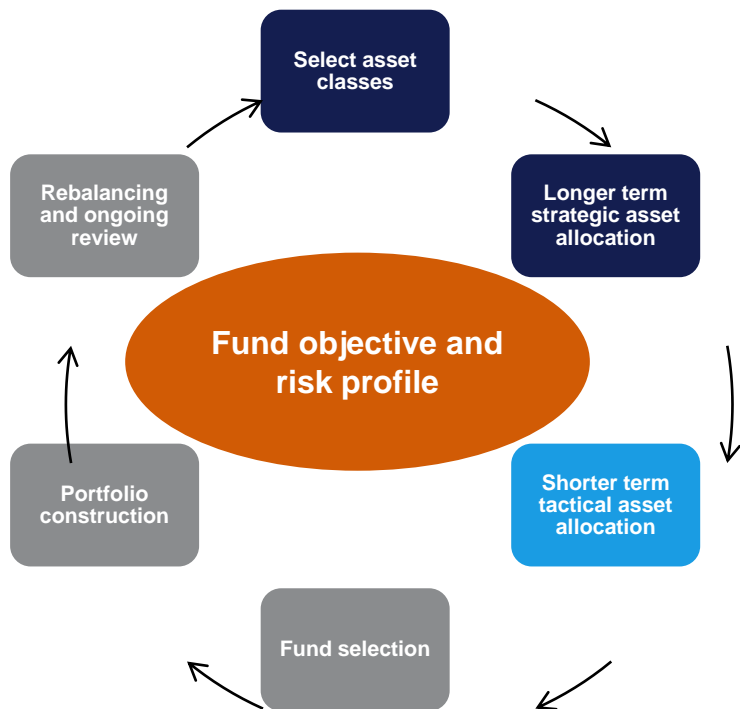 Select asset
classes
Longer term
strategic asset
allocation
Shorter term
tactical asset
allocation
Fund selection
Portfolio
construction
Rebalancing
and ongoing
review
Fund objective and
risk profile